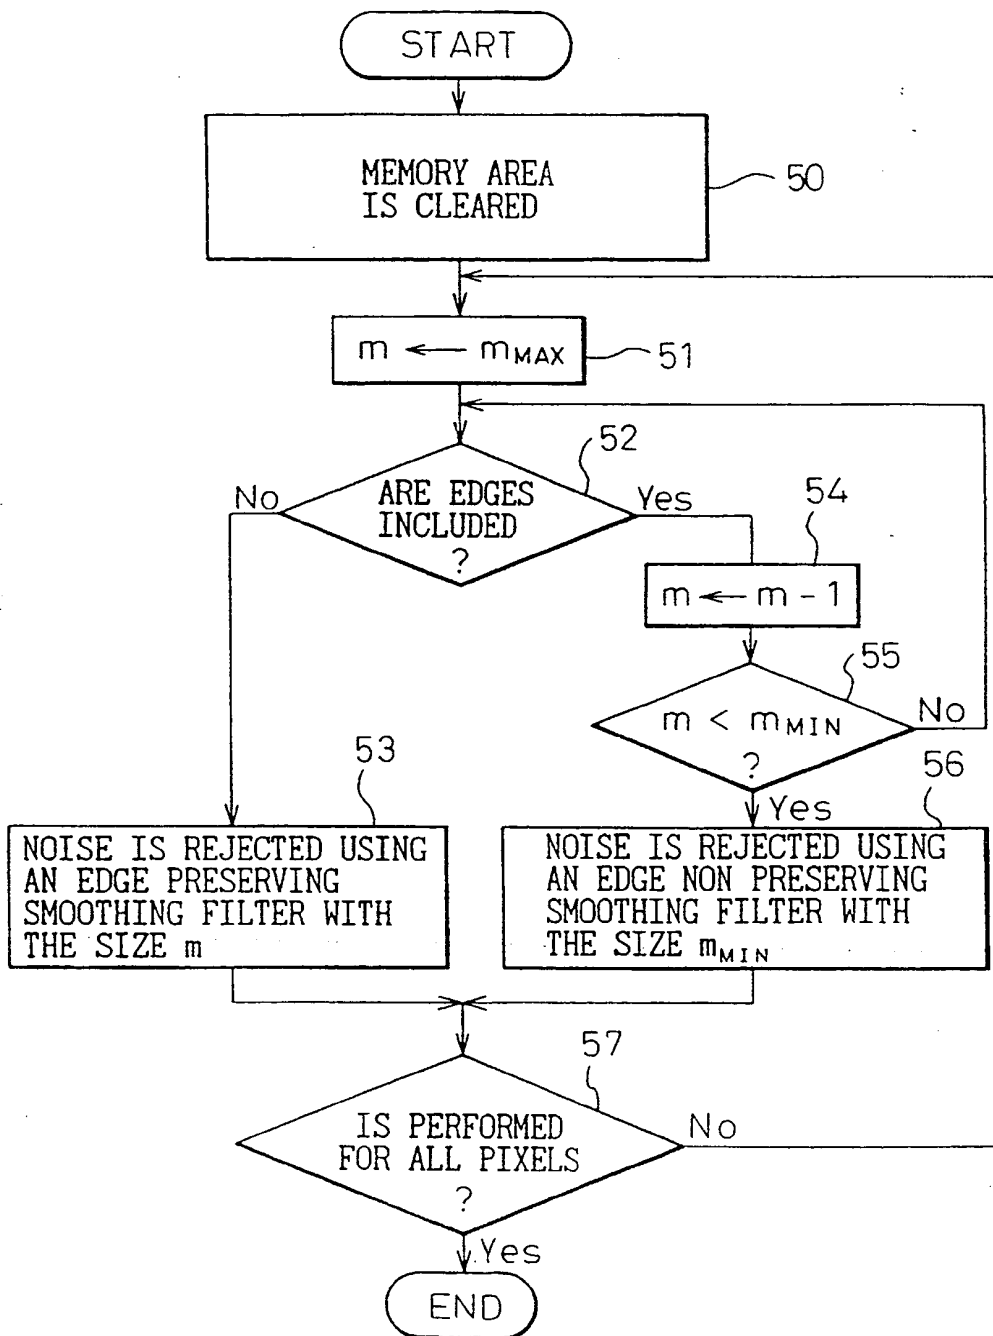 START
MEMORY AREA
IS CLEARED
50
m ← mMAX
51
52
ARE EDGES
INCLUDED
?
No
Yes
54
m ← m - 1
55
m < mMIN
?
No
Yes
53
NOISE IS REJECTED USING
AN EDGE PRESERVING
SMOOTHING FILTER WITH
THE SIZE m
56
NOISE IS REJECTED USING
AN EDGE NON PRESERVING
SMOOTHING FILTER WITH
THE SIZE mMIN
57
IS PERFORMED
FOR ALL PIXELS
?
No
Yes
END